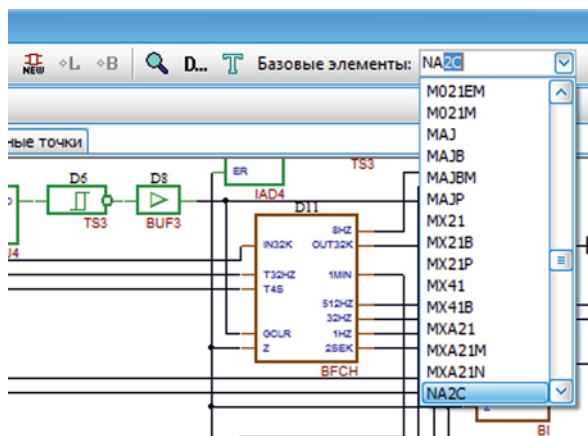 NEW L B D... T Базовые элементы: NA2C
M021EM
M021M
MAJ
ные точки
MAJB
ER
TS3
MAJBM
D6
D8
IAD4
MAJP
D11
MX21
TS3
BUF3
8HZ
MX21B
IN32K
OUT32K
MX21P
T32HZ
1MIN
MX41
T4S
MX41B
512HZ
MXA21
32HZ
GCLR
1HZ
MXA21M
Z
2SEK
MXA21N
BFCH
NA2C
BI